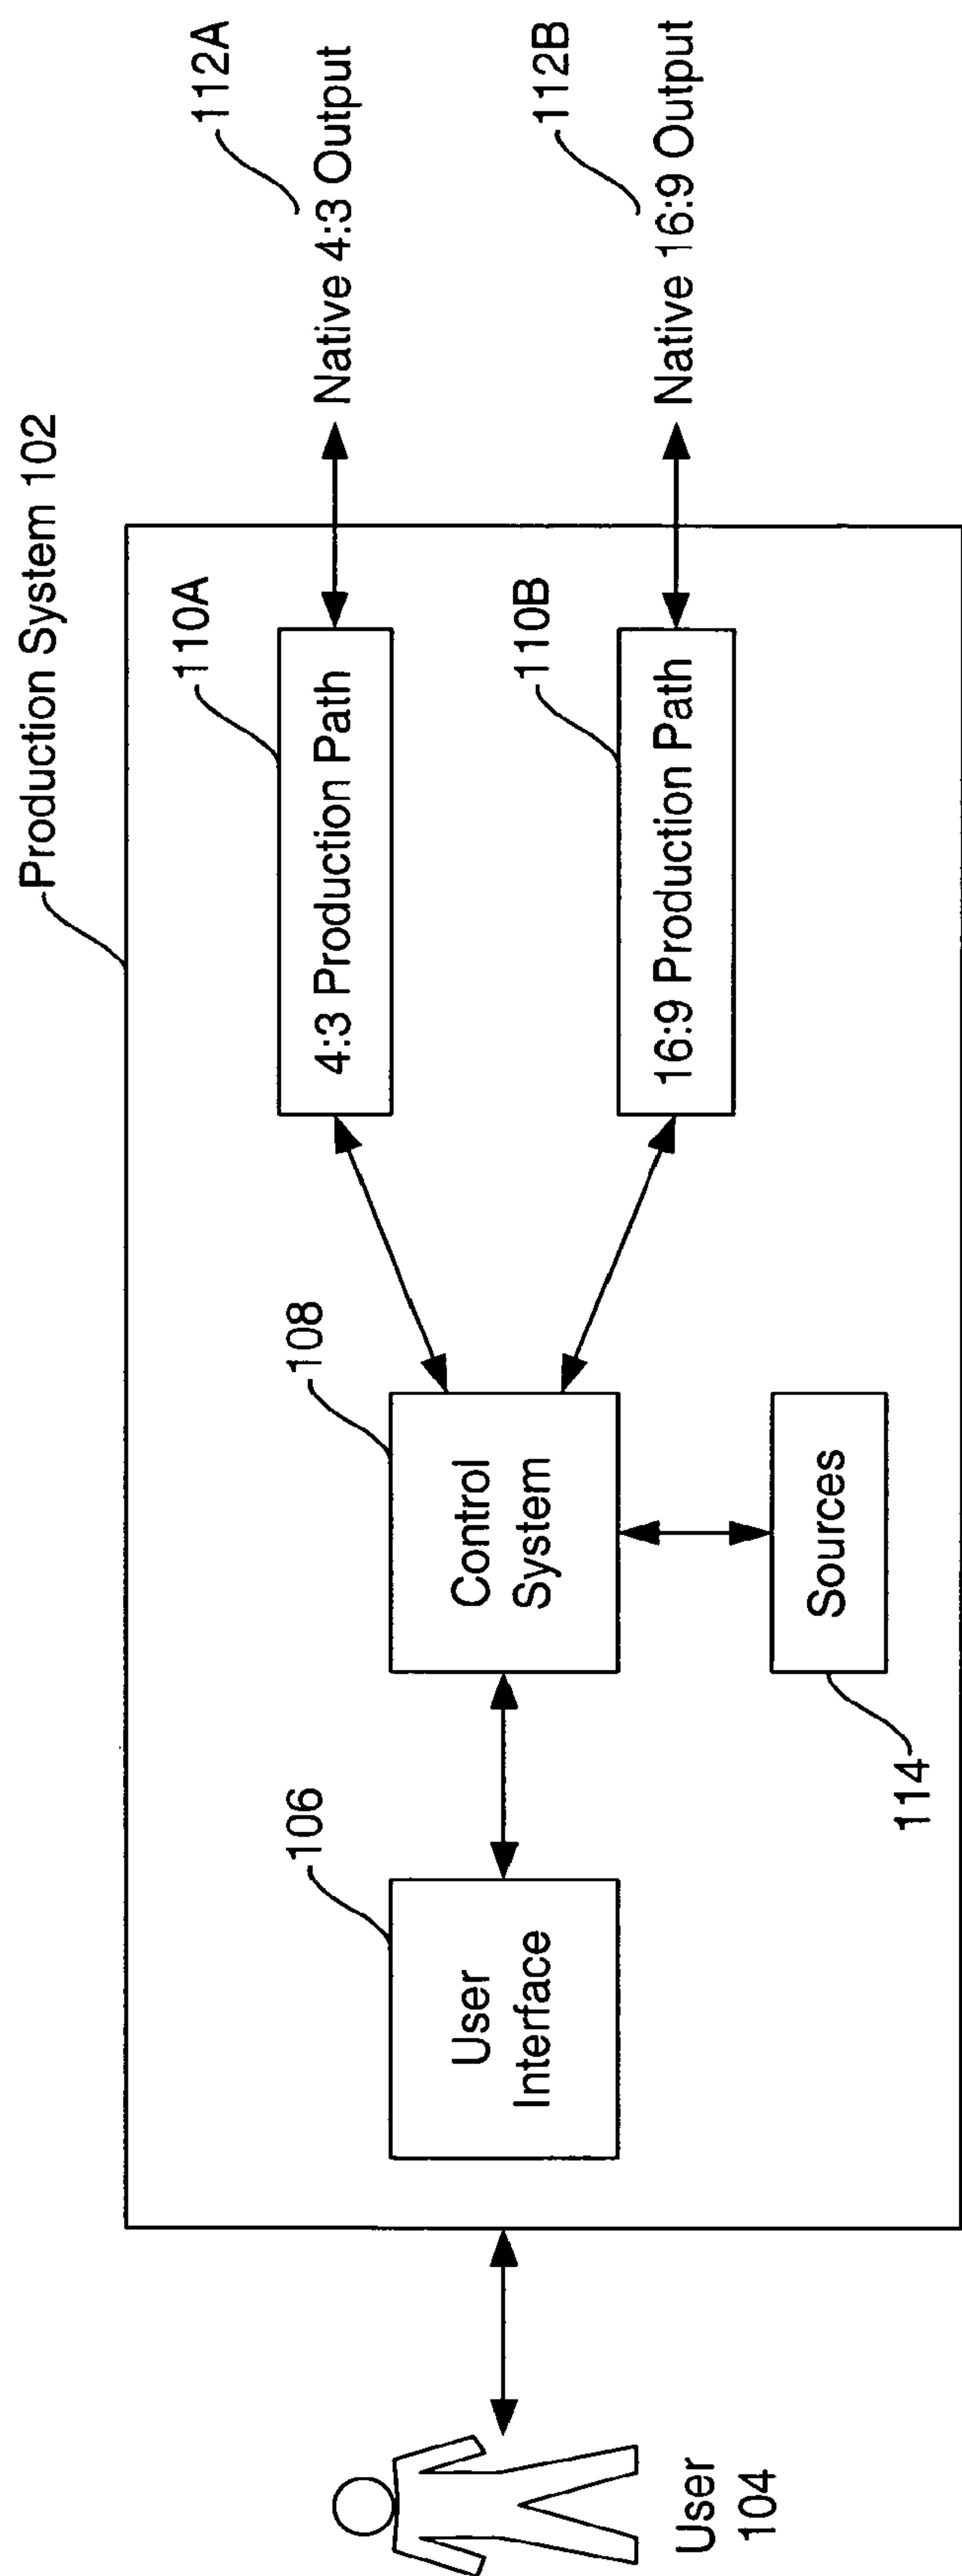 Production System 102
112A
Native 4:3 Output
110A
4:3 Production Path
112B
Native 16:9 Output
110B
16:9 Production Path
108
Control
System
106
User
Interface
Sources
114
User
104